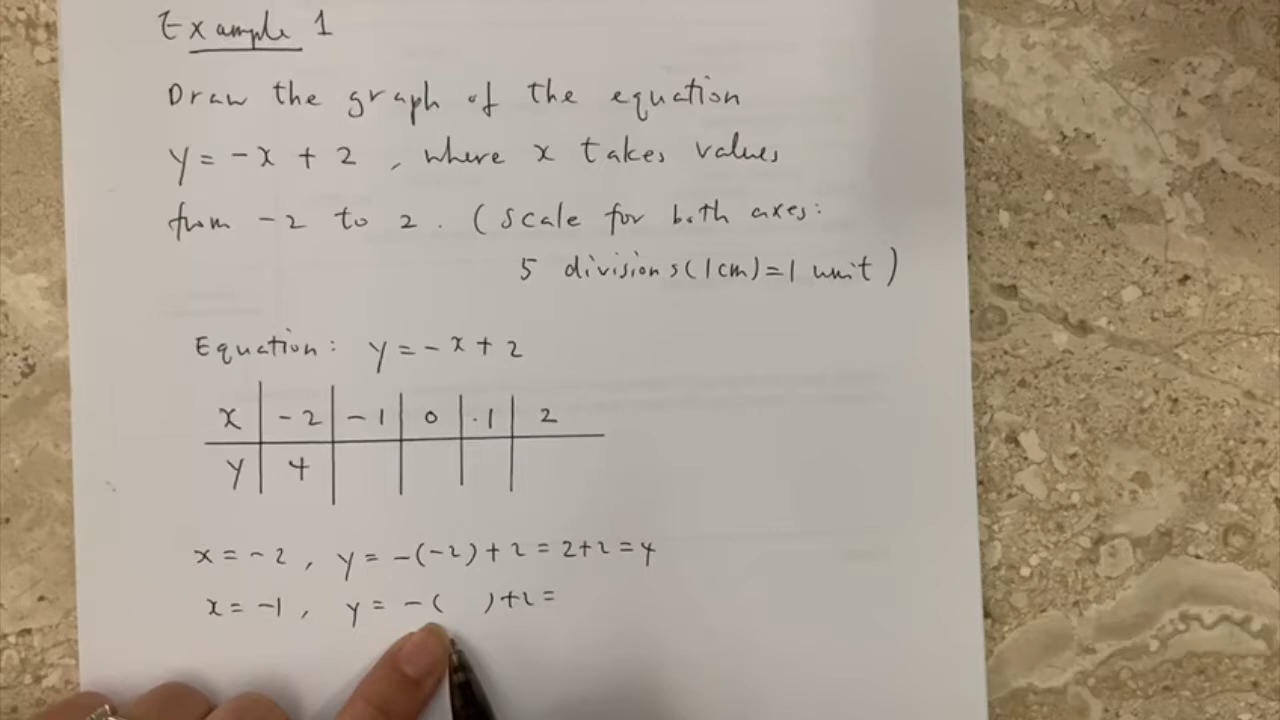 Example 1
Draw the graph of the equation
y = -x + 2 , where x takes values
from -2 to 2. (scale for both axes:
5 divisions (1cm) = 1 unit)
Equation: y = -x + 2
x | -2 | -1 | 0 | 1 | 2
y | 4 | | | |
x = -2 , y = -(-2) + 2 = 2+2 = 4
x = -1 , y = -( ) +2 =